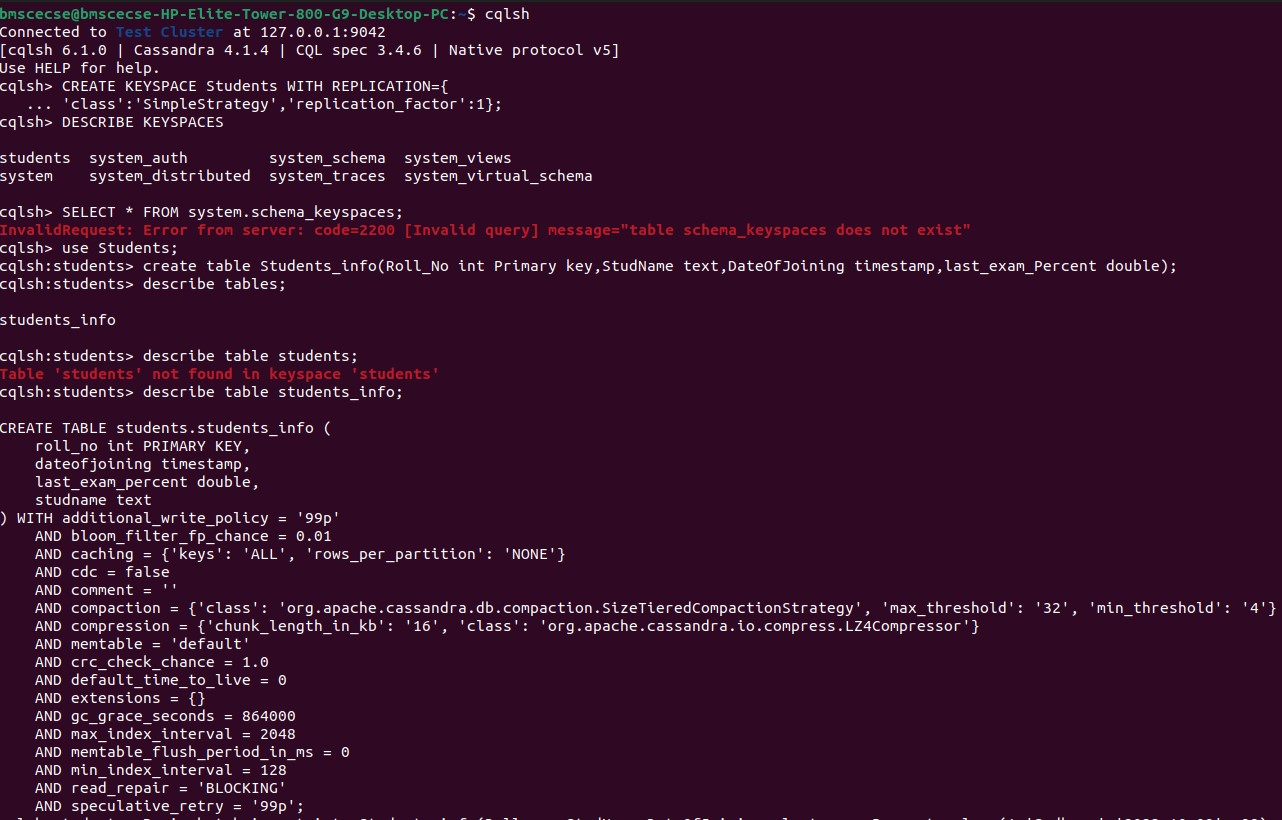 bmscecse@bmscecse-HP-Elite-Tower-800-G9-Desktop-PC:~$ cqlsh
Connected to Test Cluster at 127.0.0.1:9042
[cqlsh 6.1.0 | Cassandra 4.1.4 | CQL spec 3.4.6 | Native protocol v5]
Use HELP for help.
cqlsh> CREATE KEYSPACE Students WITH REPLICATION={
   ... 'class':'SimpleStrategy','replication_factor':1};
cqlsh> DESCRIBE KEYSPACES
students  system_auth         system_schema  system_views
system    system_distributed  system_traces  system_virtual_schema
cqlsh> SELECT * FROM system.schema_keyspaces;
InvalidRequest: Error from server: code=2200 [Invalid query] message="table schema_keyspaces does not exist"
cqlsh> use Students;
cqlsh:students> create table Students_info(Roll_No int Primary key,StudName text,DateOfJoining timestamp,last_exam_Percent double);
cqlsh:students> describe tables;
students_info
cqlsh:students> describe table students;
Table 'students' not found in keyspace 'students'
cqlsh:students> describe table students_info;
CREATE TABLE students.students_info (
    roll_no int PRIMARY KEY,
    dateofjoining timestamp,
    last_exam_percent double,
    studname text
) WITH additional_write_policy = '99p'
    AND bloom_filter_fp_chance = 0.01
    AND caching = {'keys': 'ALL', 'rows_per_partition': 'NONE'}
    AND cdc = false
    AND comment = ''
    AND compaction = {'class': 'org.apache.cassandra.db.compaction.SizeTieredCompactionStrategy', 'max_threshold': '32', 'min_threshold': '4'}
    AND compression = {'chunk_length_in_kb': '16', 'class': 'org.apache.cassandra.io.compress.LZ4Compressor'}
    AND memtable = 'default'
    AND crc_check_chance = 1.0
    AND default_time_to_live = 0
    AND extensions = {}
    AND gc_grace_seconds = 864000
    AND max_index_interval = 2048
    AND memtable_flush_period_in_ms = 0
    AND min_index_interval = 128
    AND read_repair = 'BLOCKING'
    AND speculative_retry = '99p';